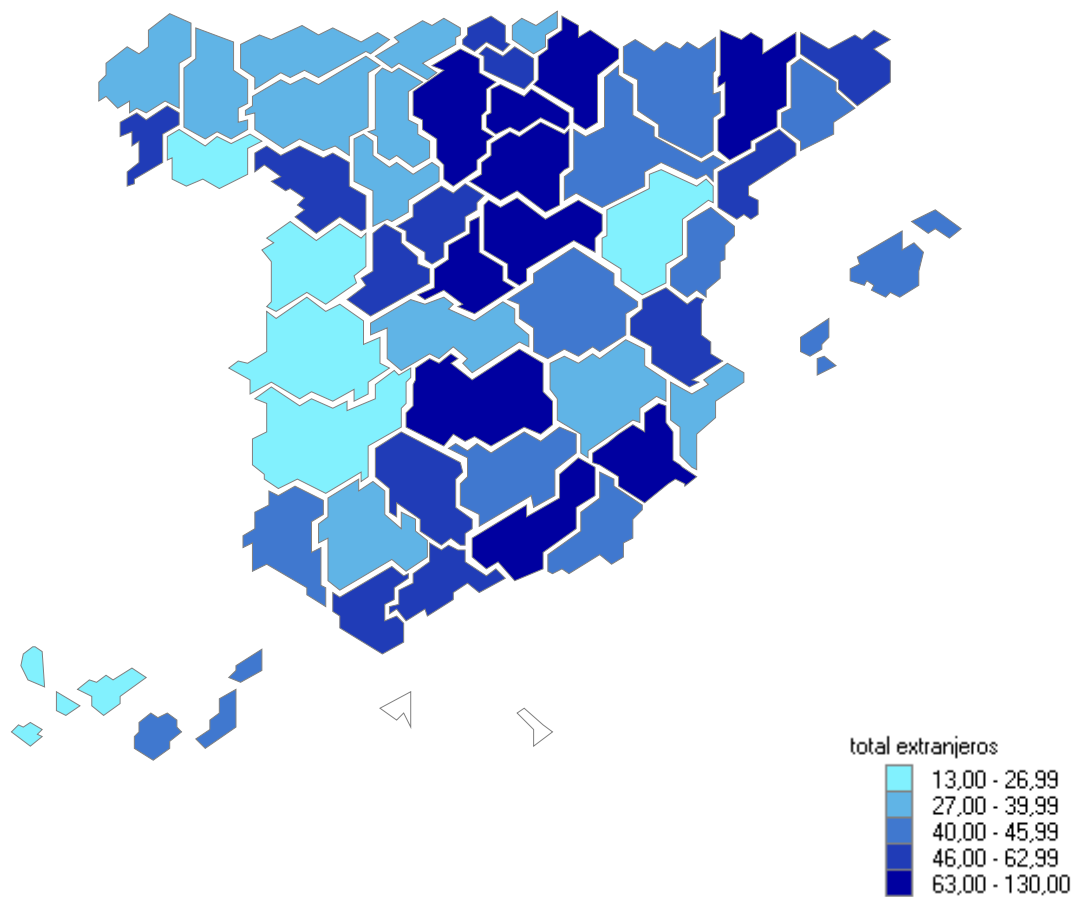 total extranjeros
13,00 - 26,99
27,00 - 39,99
40,00 - 45,99
46,00 - 62,99
63,00 - 130,00